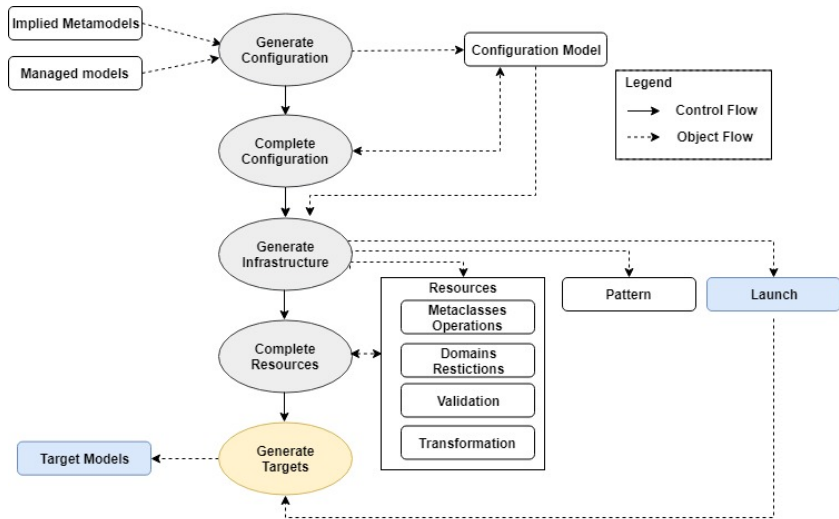 Implied Metamodels
Managed models
Generate
Configuration
Configuration Model
Legend
Control Flow
Object Flow
Complete
Configuration
Generate
Infrastructure
Resources
Metaclasses
Operations
Domains
Restictions
Validation
Transformation
Pattern
Launch
Complete
Resources
Target Models
Generate
Targets